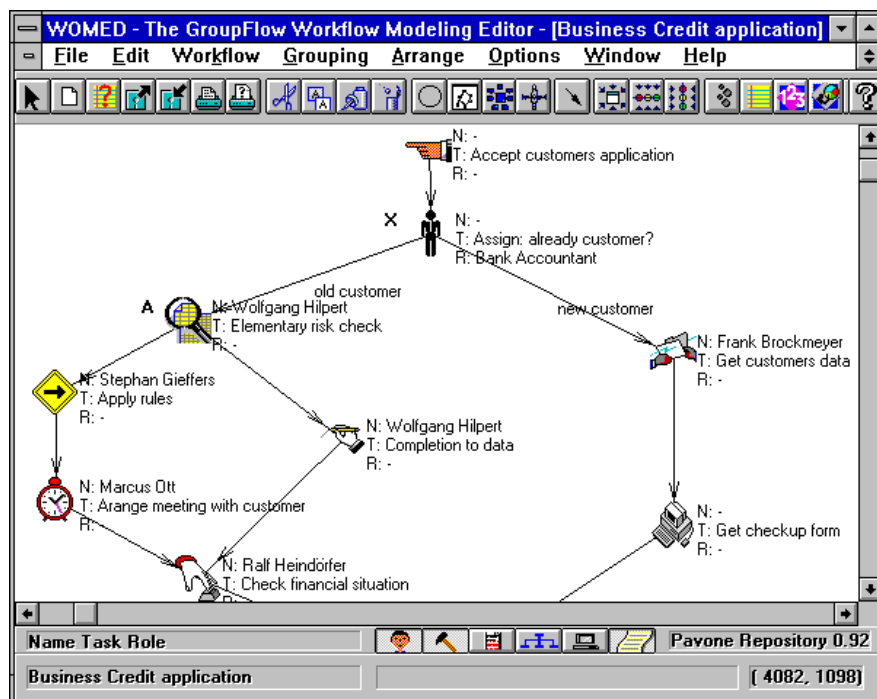 WOMED - The GroupFlow Workflow Modeling Editor - [Business Credit application]
File Edit Workflow Grouping Arrange Options Window Help
N: -
T: Accept customers application
R: -
X
N: -
T: Assign: already customer?
R: Bank Accountant
old customer
new customer
A
N: Wolfgang Hilpert
T: Elementary risk check
R: -
N: Frank Brockmeyer
T: Get customers data
R: -
N: Stephan Gieffers
T: Apply rules
R: -
N: Wolfgang Hilpert
T: Completion to data
R: -
N: Marcus Ott
T: Arange meeting with customer
R:
N: -
T: Get checkup form
R: -
N: Ralf Heindörfer
T: Check financial situation
Name Task Role
Pavone Repository 0.92
Business Credit application
( 4082, 1098)